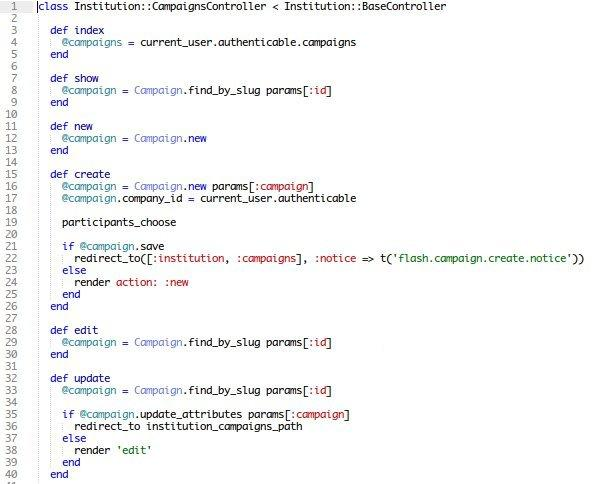 1 class Institution::CampaignsController < Institution::BaseController
2
3   def index
4     @campaigns = current_user.authenticable.campaigns
5   end
6
7   def show
8     @campaign = Campaign.find_by_slug params[:id]
9   end
10
11   def new
12     @campaign = Campaign.new
13   end
14
15   def create
16     @campaign = Campaign.new params[:campaign]
17     @campaign.company_id = current_user.authenticable
18
19     participants_choose
20
21     if @campaign.save
22       redirect_to([:institution, :campaigns], :notice => t('flash.campaign.create.notice'))
23     else
24       render action: :new
25     end
26   end
27
28   def edit
29     @campaign = Campaign.find_by_slug params[:id]
30   end
31
32   def update
33     @campaign = Campaign.find_by_slug params[:id]
34
35     if @campaign.update_attributes params[:campaign]
36       redirect_to institution_campaigns_path
37     else
38       render 'edit'
39     end
40   end